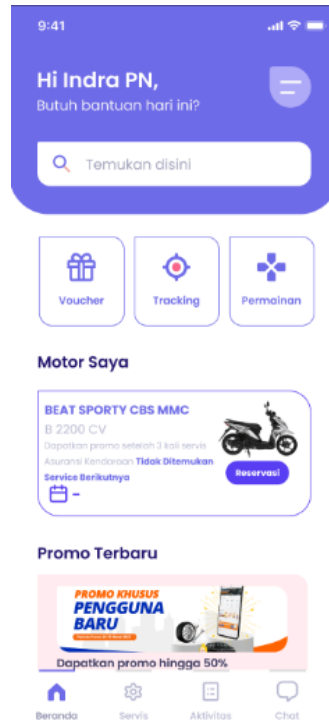 9:41
Hi Indra PN,
Butuh bantuan hari ini?
Temukan disini
Voucher
Tracking
Permainan
Motor Saya
BEAT SPORTY CBS MMC
B 2200 CV
Dapatkan promo setelah 3 kali servis
Asuransi Kendaraan Tidak Ditemukan
Service Berikutnya
-
Reservasi
Promo Terbaru
PROMO KHUSUS
PENGGUNA
BARU
Dapatkan promo hingga 50%
Beranda
Servis
Aktivitas
Chat